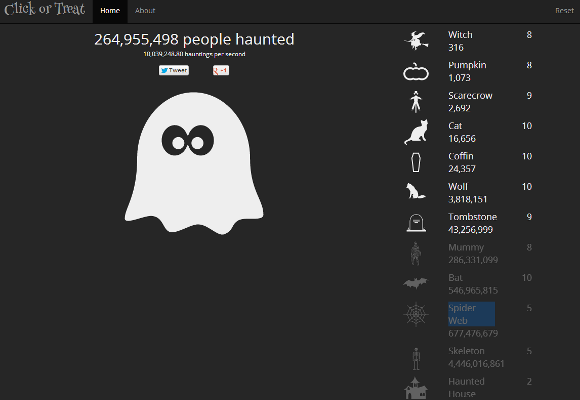 Click or Treat
Home
About
Reset
264,955,498 people haunted
10,039,248.80 hauntings per second
Tweet
+1
Witch 8
316
Pumpkin 8
1,073
Scarecrow 9
2,692
Cat 10
16,656
Coffin 10
24,357
Wolf 10
3,818,151
Tombstone 9
43,256,999
Mummy 8
286,331,099
Bat 10
546,965,815
Spider 5
Web
677,476,679
Skeleton 5
4,446,016,861
Haunted 2
House